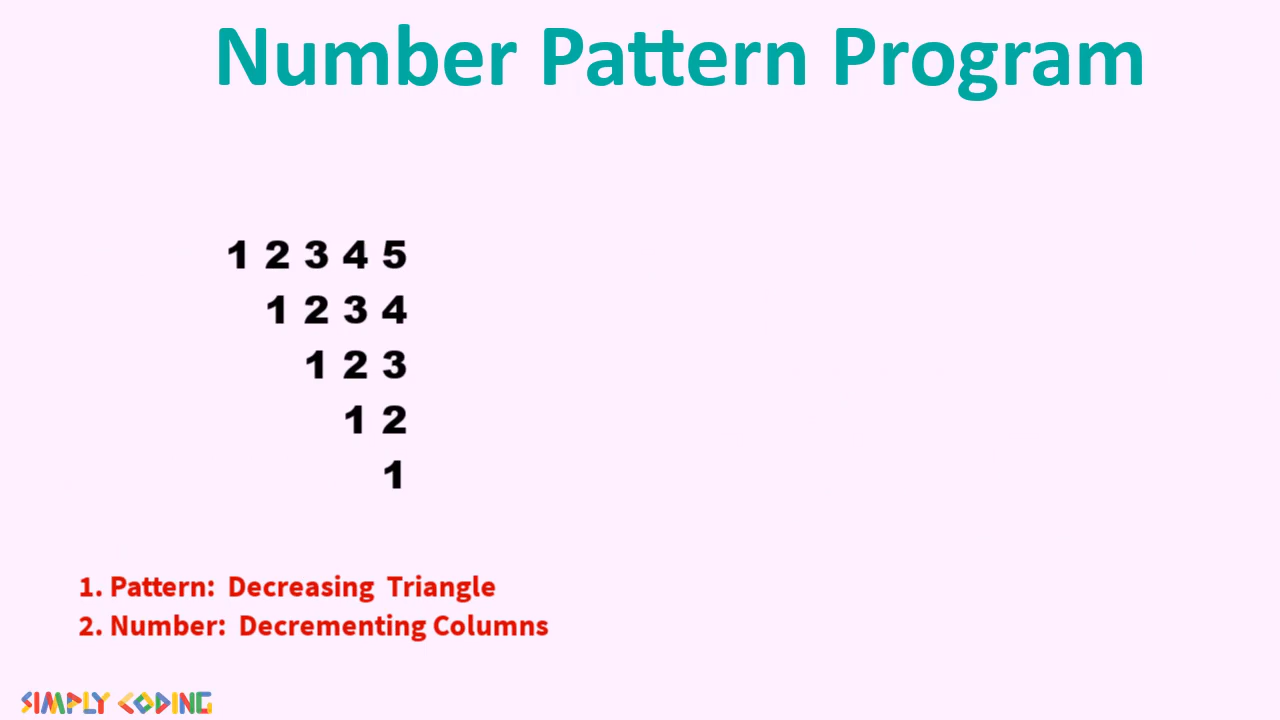 Number Pattern Program
1 2 3 4 5
1 2 3 4
1 2 3
1 2
1
1. Pattern: Decreasing Triangle
2. Number: Decrementing Columns
SIMPLY CODING